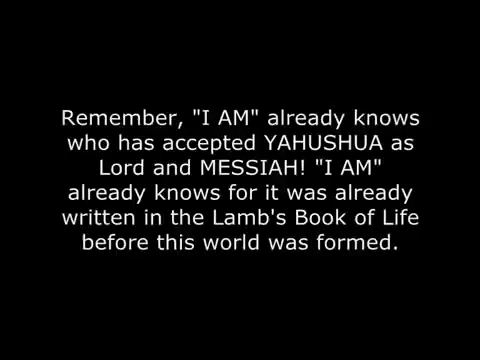 Remember, "I AM" already knows
who has accepted YAHUSHUA as
Lord and MESSIAH! "I AM"
already knows for it was already
written in the Lamb's Book of Life
before this world was formed.